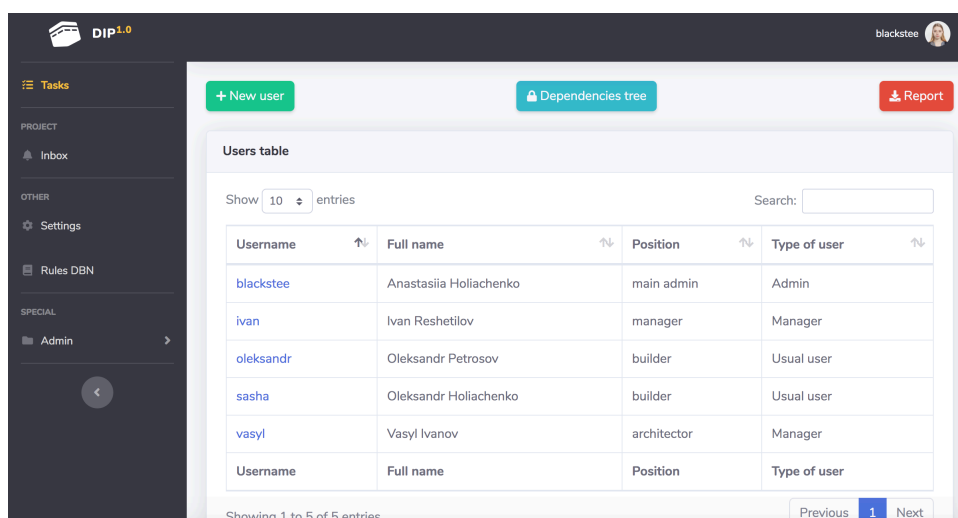 DIP1.0
blackstee
Tasks
PROJECT
Inbox
OTHER
Settings
Rules DBN
SPECIAL
Admin
+ New user
Dependencies tree
Report
Users table
Show 10 entries
Search:
Username Full name Position Type of user
blackstee Anastasiia Holiachenko main admin Admin
ivan Ivan Reshetilov manager Manager
oleksandr Oleksandr Petrosov builder Usual user
sasha Oleksandr Holiachenko builder Usual user
vasyl Vasyl Ivanov architector Manager
Username Full name Position Type of user
Showing 1 to 5 of 5 entries
Previous 1 Next